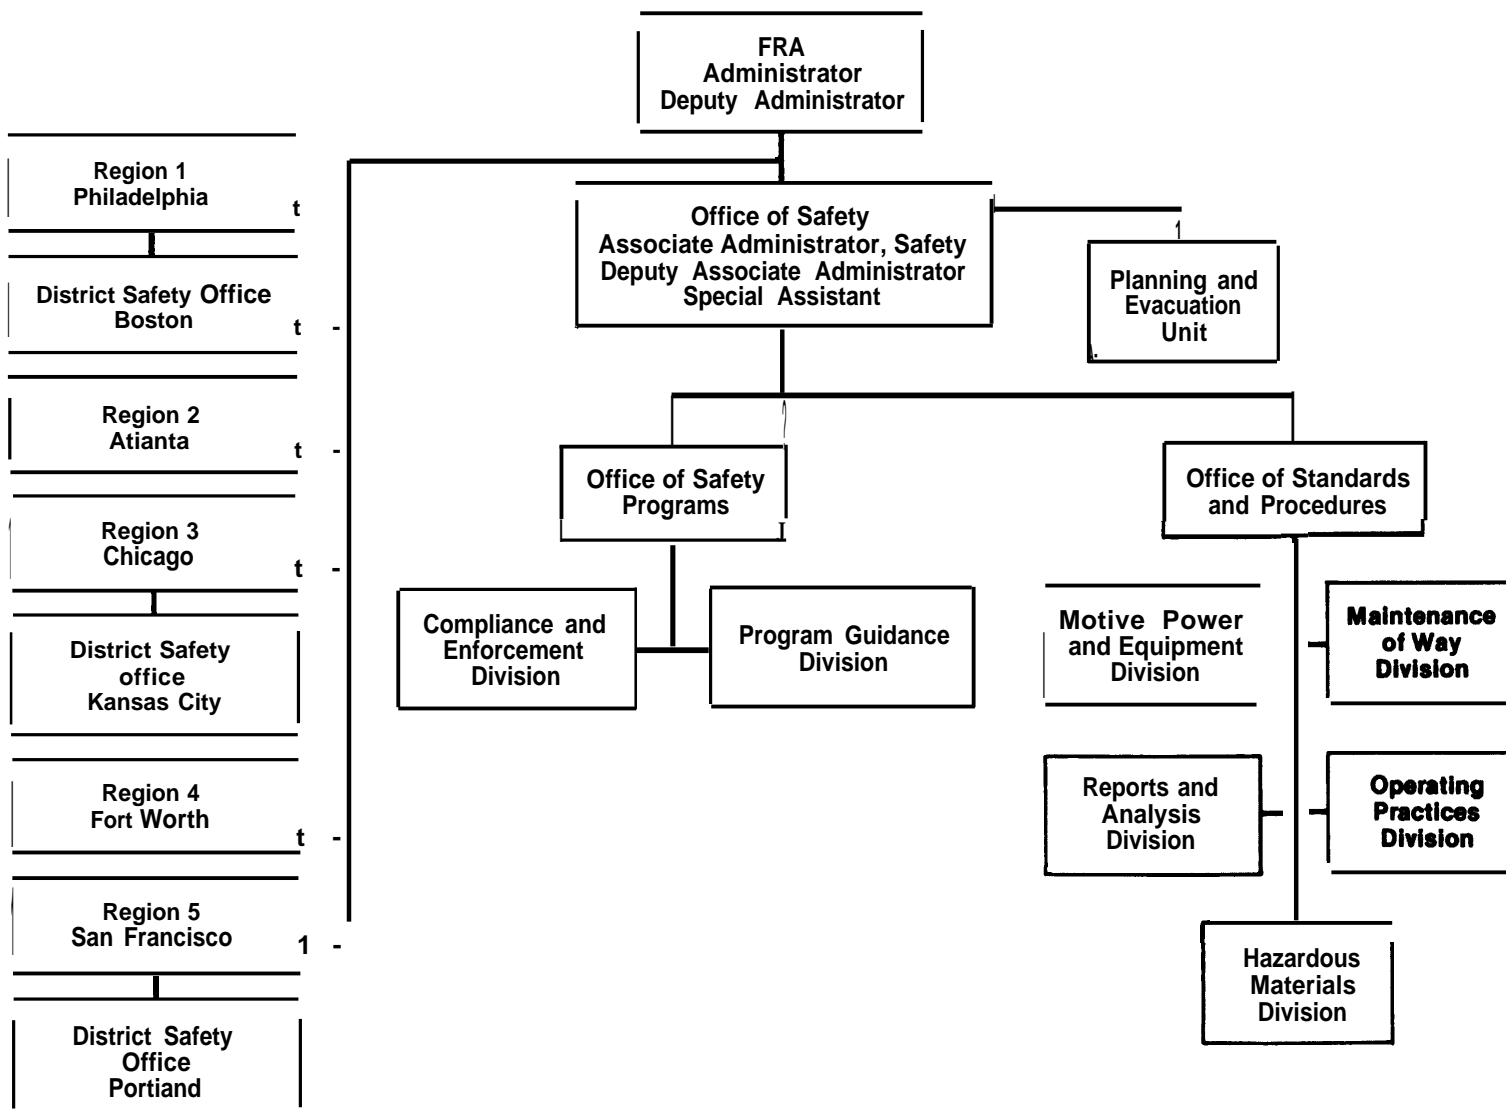 FRA
Administrator
Deputy Administrator
Region 1
Philadelphia
t
District Safety Office
Boston
t -
Region 2
Atianta
t -
Region 3
Chicago
t -
District Safety
office
Kansas City
Region 4
Fort Worth
t -
Region 5
San Francisco
1 -
District Safety
Office
Portiand
Office of Safety
Associate Administrator, Safety
Deputy Associate Administrator
Special Assistant
1
Planning and
Evacuation
Unit
Office of Safety
Programs
Office of Standards
and Procedures
Compliance and
Enforcement
Division
Program Guidance
Division
Motive Power
and Equipment
Division
Maintenance
of Way
Division
Reports and
Analysis
Division
Operating
Practices
Division
Hazardous
Materials
Division